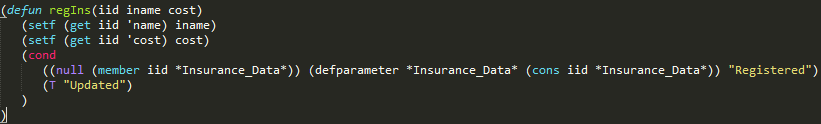 (defun regIns(iid iname cost)
(setf (get iid 'name) iname)
(setf (get iid 'cost) cost)
(cond
((null (member iid *Insurance_Data*)) (defparameter *Insurance_Data* (cons iid *Insurance_Data*)) "Registered")
(T "Updated")
)
)